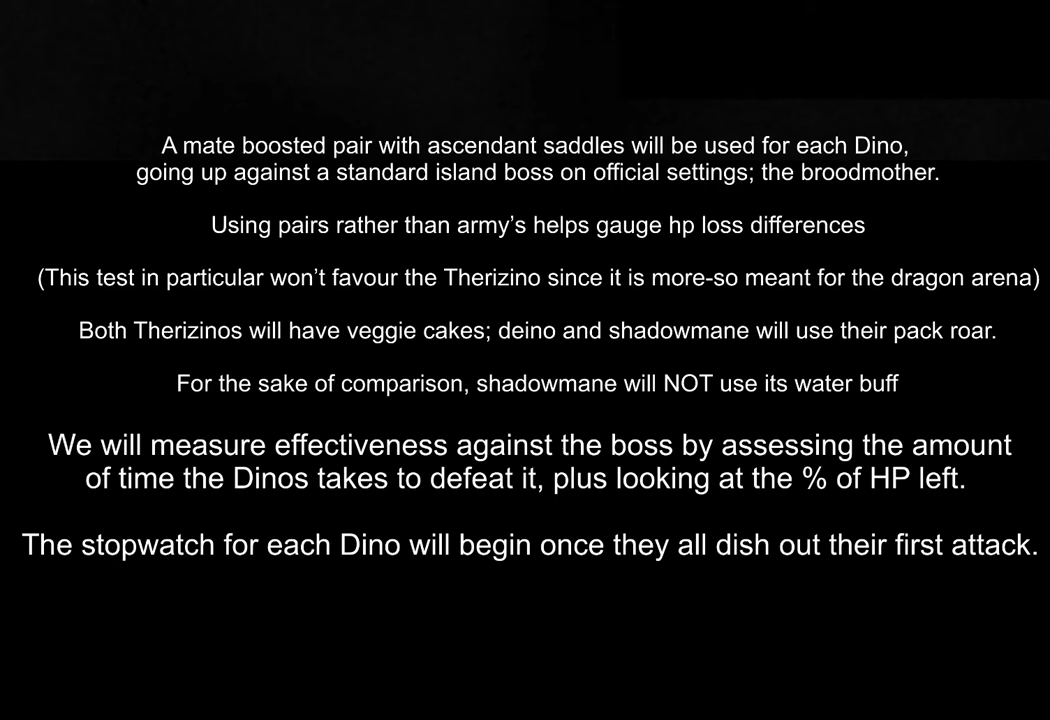 A mate boosted pair with ascendant saddles will be used for each Dino,
going up against a standard island boss on official settings; the broodmother.
Using pairs rather than army’s helps gauge hp loss differences
(This test in particular won’t favour the Therizino since it is more-so meant for the dragon arena)
Both Therizinos will have veggie cakes; deino and shadowmane will use their pack roar.
For the sake of comparison, shadowmane will NOT use its water buff
We will measure effectiveness against the boss by assessing the amount
of time the Dinos takes to defeat it, plus looking at the % of HP left.
The stopwatch for each Dino will begin once they all dish out their first attack.